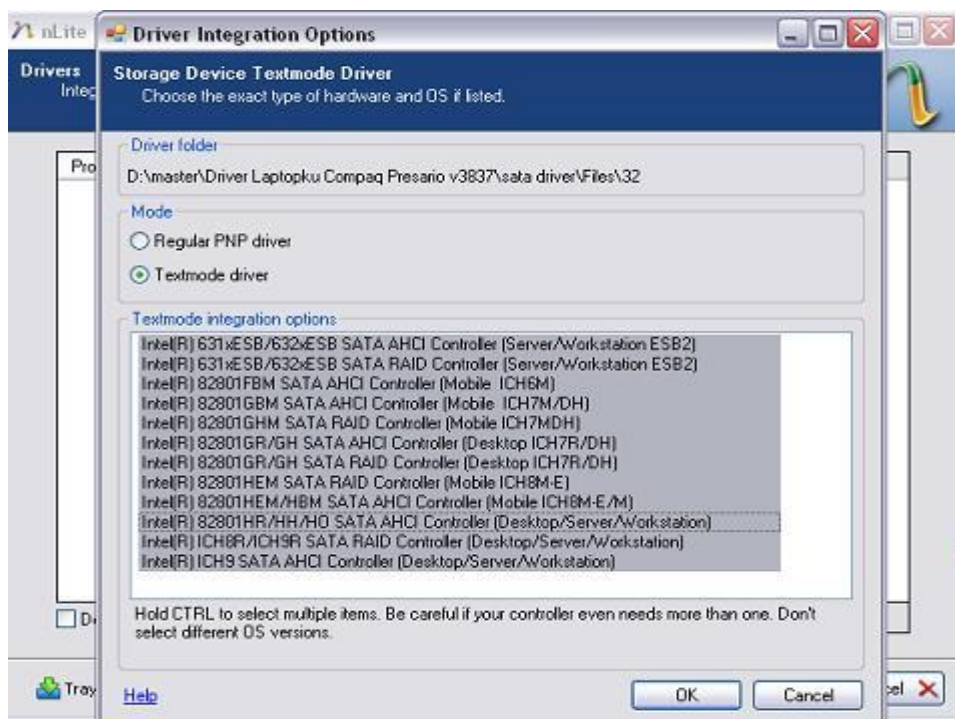 nLite
Driver Integration Options
Drivers
Integ
Storage Device Textmode Driver
Choose the exact type of hardware and OS if listed.
Pro
Driver folder
D:\master\Driver Laptopku Compaq Presario v3837\sata driver\Files\32
Mode
Regular PNP driver
Textmode driver
Textmode integration options
Intel(R) 631xESB/632xESB SATA AHCI Controller (Server/Workstation ESB2)
Intel(R) 631xESB/632xESB SATA RAID Controller (Server/Workstation ESB2)
Intel(R) 82801FBM SATA AHCI Controller (Mobile ICH6M)
Intel(R) 82801GBM SATA AHCI Controller (Mobile ICH7M/DH)
Intel(R) 82801GHM SATA RAID Controller (Mobile ICH7MDH)
Intel(R) 82801GR/GH SATA AHCI Controller (Desktop ICH7R/DH)
Intel(R) 82801GR/GH SATA RAID Controller (Desktop ICH7R/DH)
Intel(R) 82801HEM SATA RAID Controller (Mobile ICH8M-E)
Intel(R) 82801HEM/HBM SATA AHCI Controller (Mobile ICH8M-E/M)
Intel(R) 82801HR/HH/HO SATA AHCI Controller (Desktop/Server/Workstation)
Intel(R) ICH8R/ICH9R SATA RAID Controller (Desktop/Server/Workstation)
Intel(R) ICH9 SATA AHCI Controller (Desktop/Server/Workstation)
Hold CTRL to select multiple items. Be careful if your controller even needs more than one. Don't
select different OS versions.
Tray
Help
OK
Cancel
cel